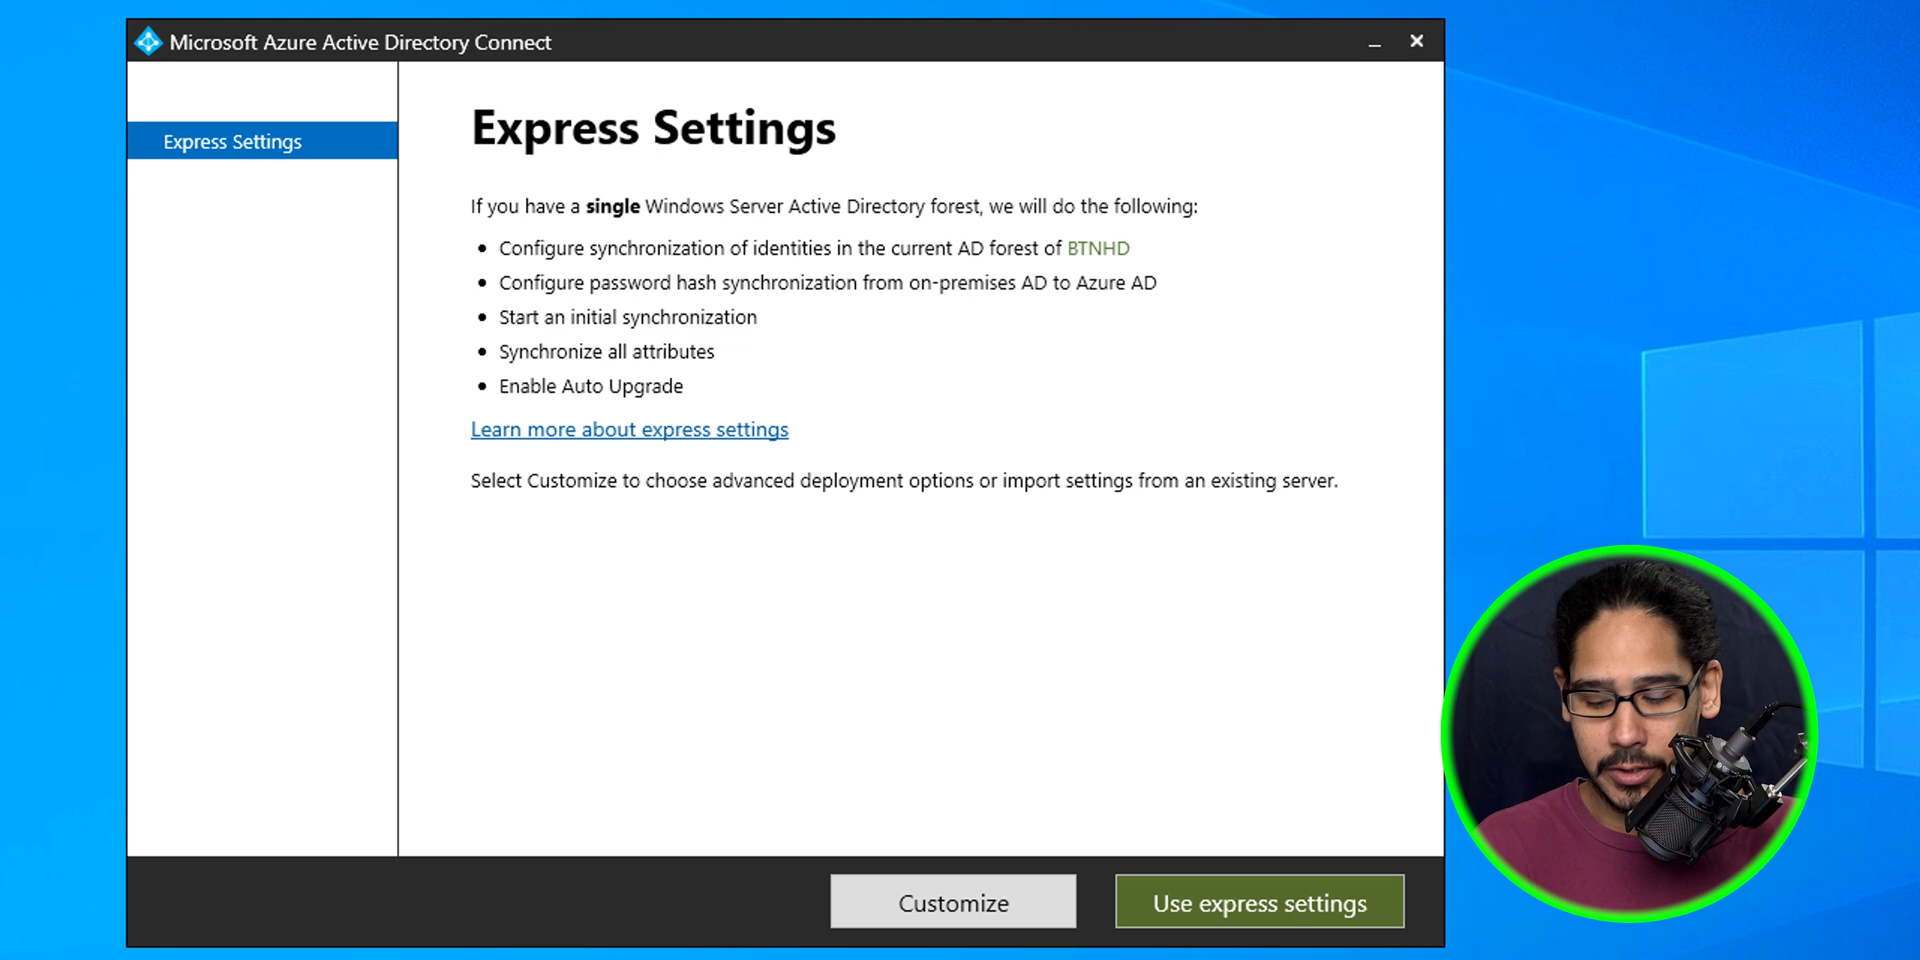 Microsoft Azure Active Directory Connect
Express Settings
Express Settings
If you have a single Windows Server Active Directory forest, we will do the following:
• Configure synchronization of identities in the current AD forest of BTNHD
• Configure password hash synchronization from on-premises AD to Azure AD
• Start an initial synchronization
• Synchronize all attributes
• Enable Auto Upgrade
Learn more about express settings
Select Customize to choose advanced deployment options or import settings from an existing server.
Customize
Use express settings